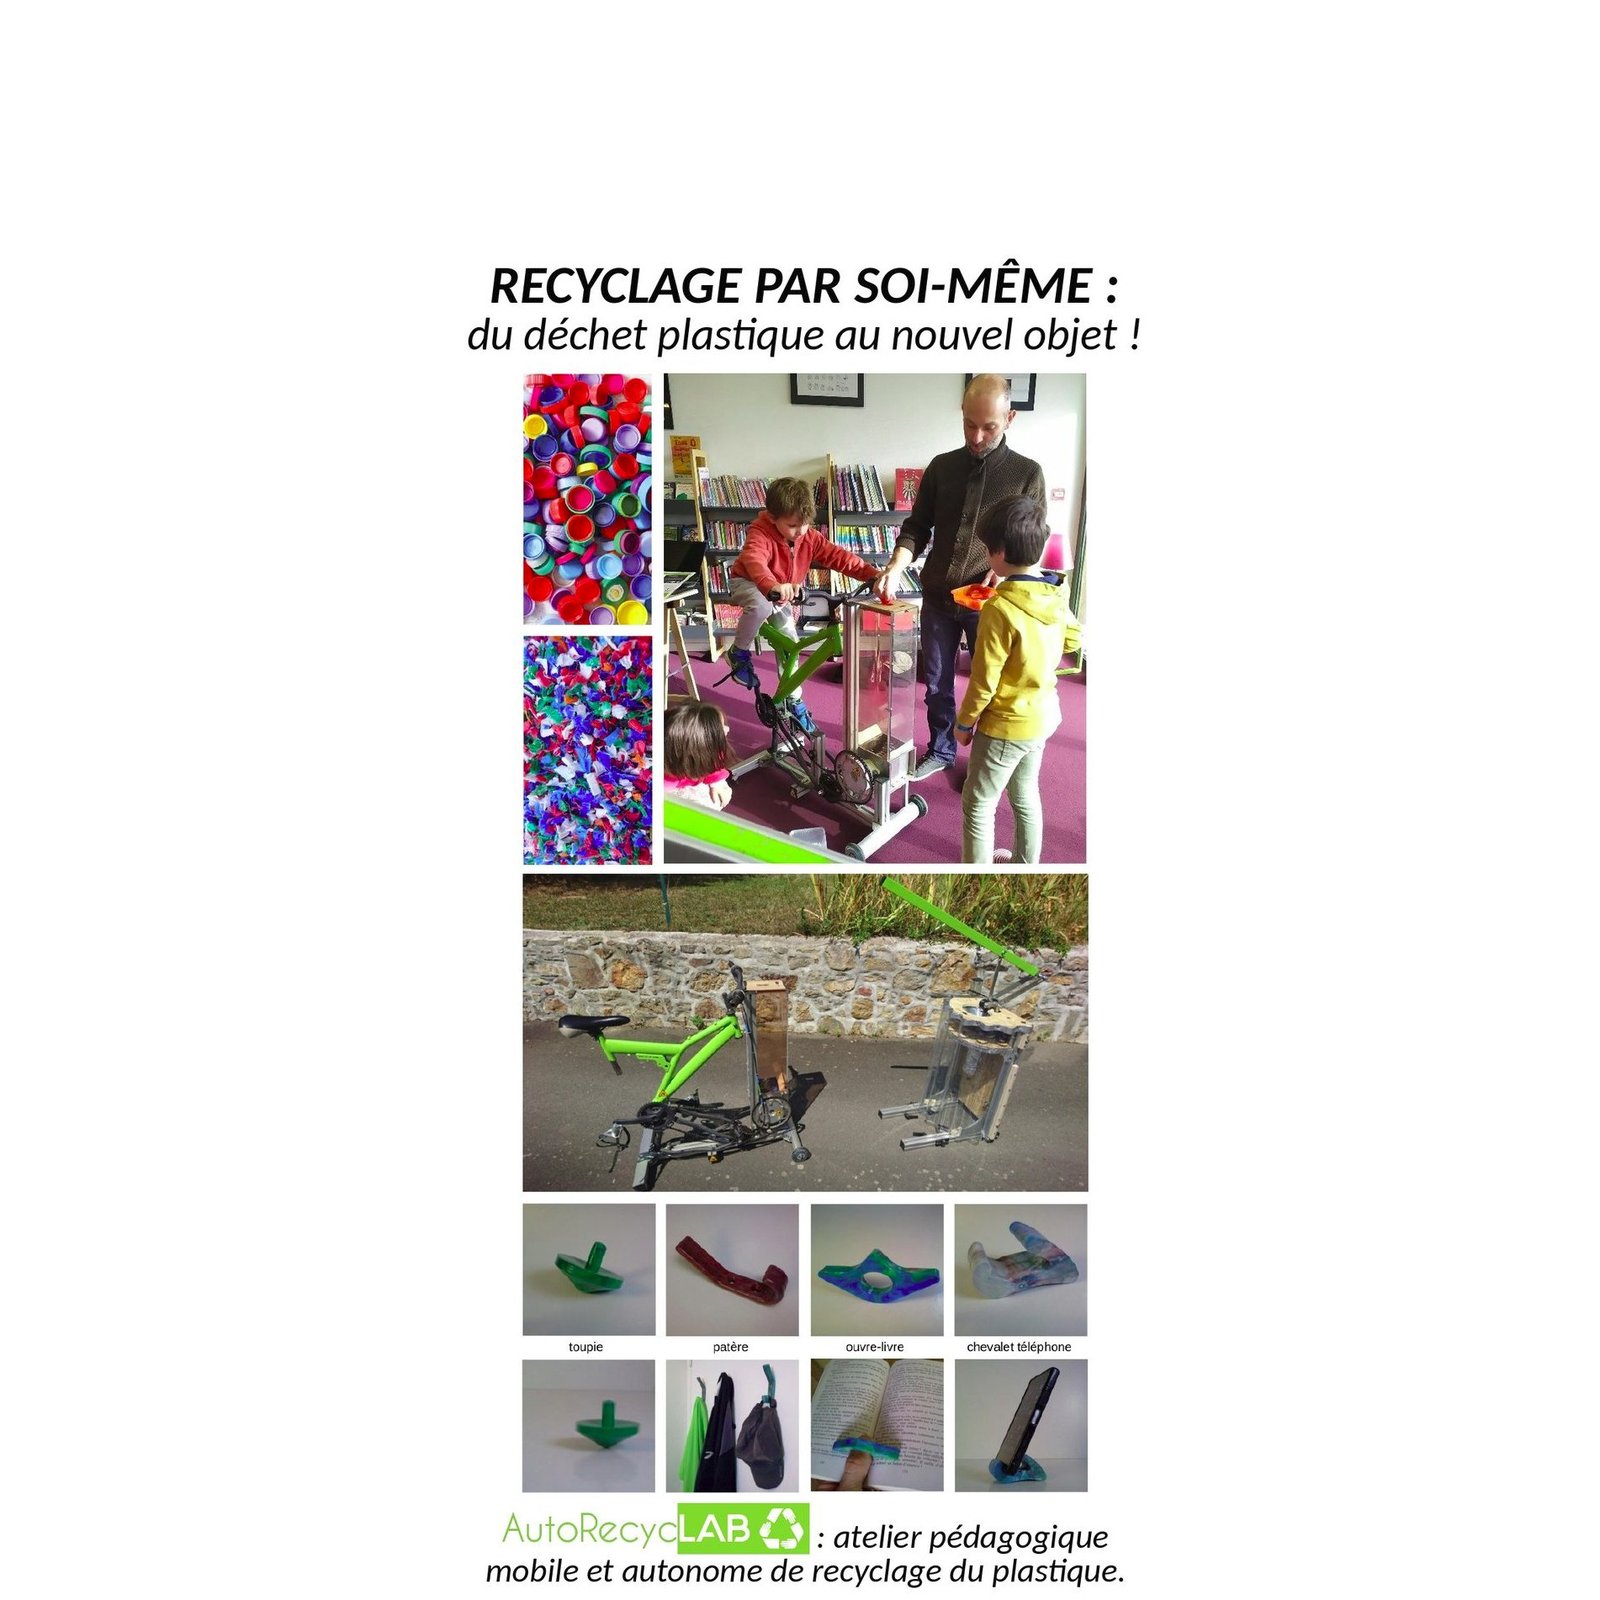 RECYCLAGE PAR SOI-MÊME :
du déchet plastique au nouvel objet !
toupie
patère
ouvre-livre
chevalet téléphone
AutoRecycLAB : atelier pédagogique
mobile et autonome de recyclage du plastique.